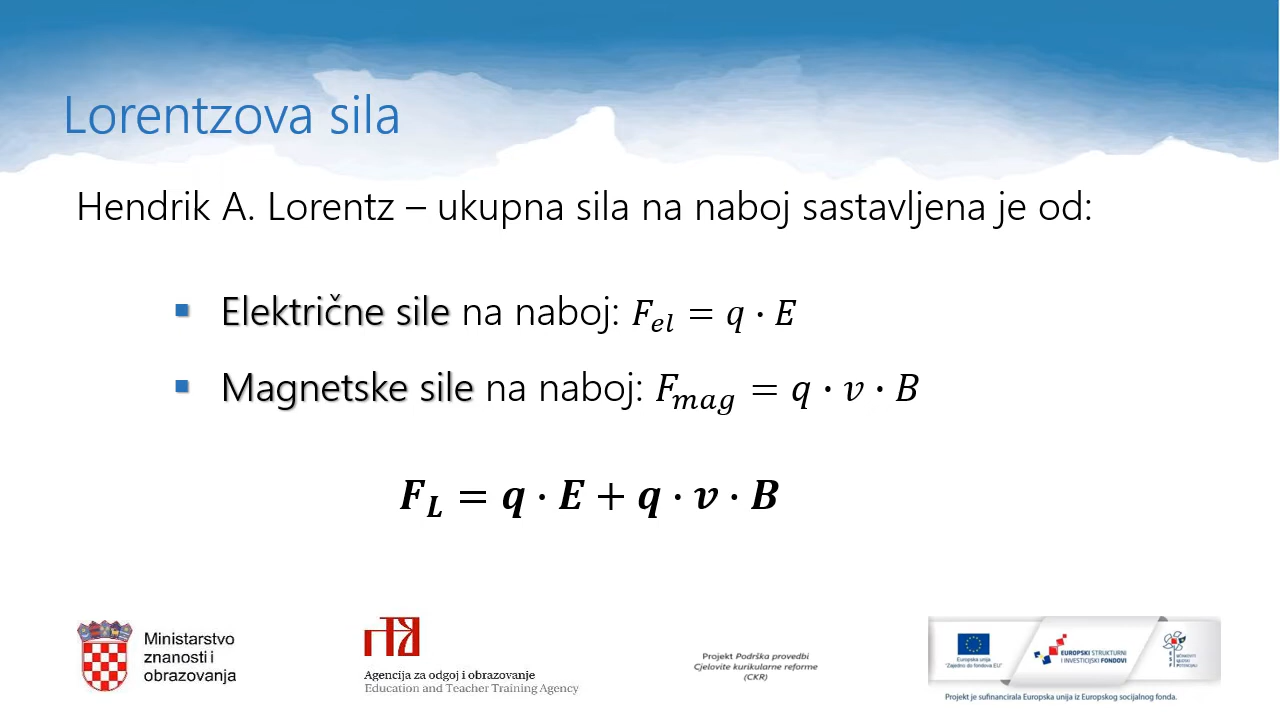 Lorentzova sila
Hendrik A. Lorentz – ukupna sila na naboj sastavljena je od:
▪ Električne sile na naboj: F_el = q · E
▪ Magnetske sile na naboj: F_mag = q · v · B
F_L = q · E + q · v · B
Ministarstvo
znanosti i
obrazovanja
Agencija za odgoj i obrazovanje
Education and Teacher Training Agency
Projekt Podrška provedbi
Cjelovite kurikularne reforme
(CKR)
Europska unija
"Zajedno do fondova EU"
EUROPSKI STRUKTURNI
I INVESTICIJSKI FONDOVI
Projekt je sufinancirala Europska unija iz Europskog socijalnog fonda.